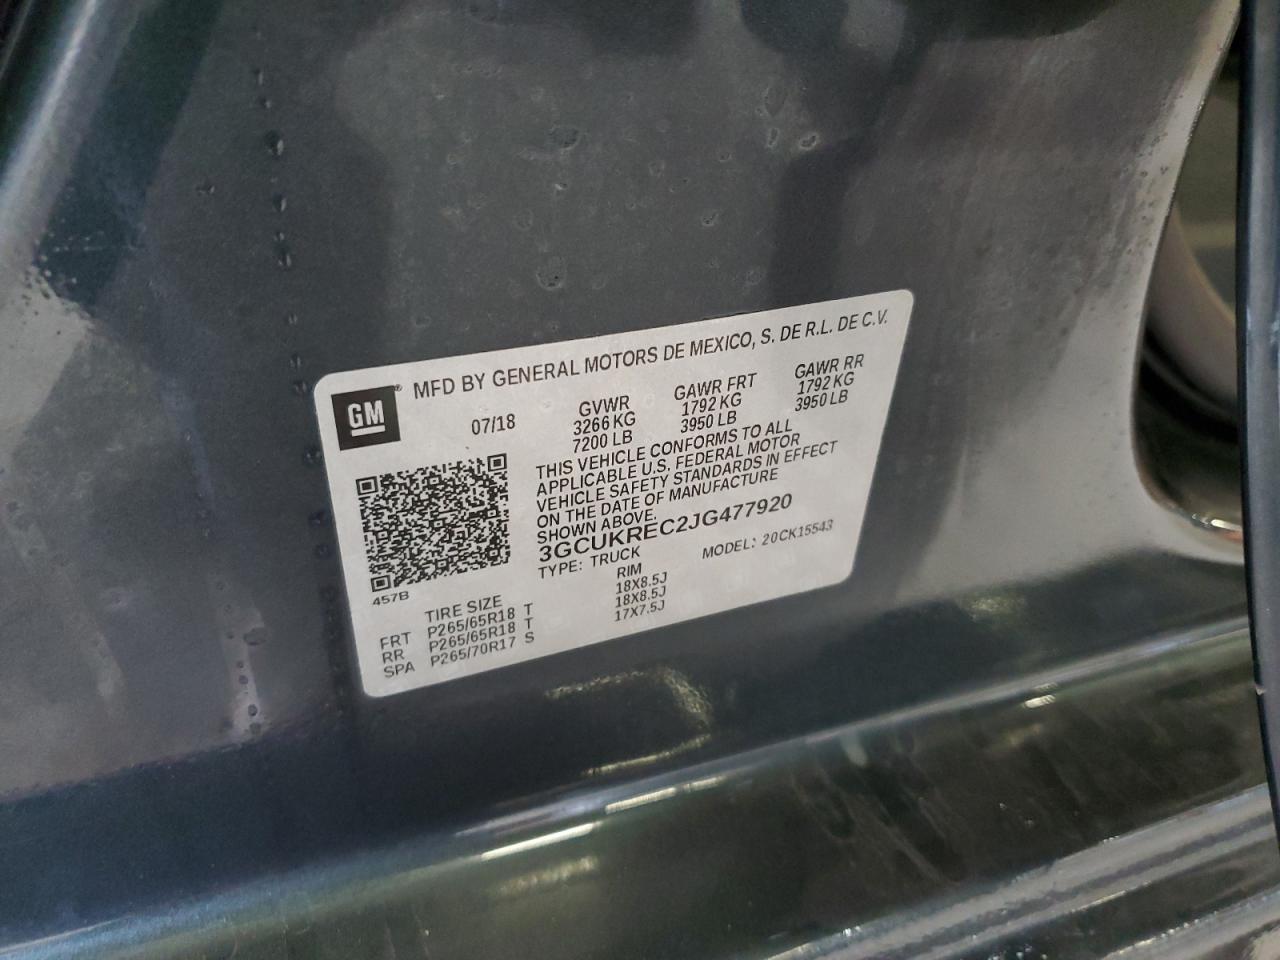 GM ® MFD BY GENERAL MOTORS DE MEXICO, S. DE R.L. DE C.V.
07/18 GVWR GAWR FRT GAWR RR
3266 KG 1792 KG 1792 KG
7200 LB 3950 LB 3950 LB
THIS VEHICLE CONFORMS TO ALL
APPLICABLE U.S. FEDERAL MOTOR
VEHICLE SAFETY STANDARDS IN EFFECT
ON THE DATE OF MANUFACTURE
SHOWN ABOVE.
3GCUKREC2JG477920
TYPE: TRUCK MODEL: 20CK15543
457B
TIRE SIZE RIM
FRT P265/65R18 T 18X8.5J
RR P265/65R18 T 18X8.5J
SPA P265/70R17 S 17X7.5J